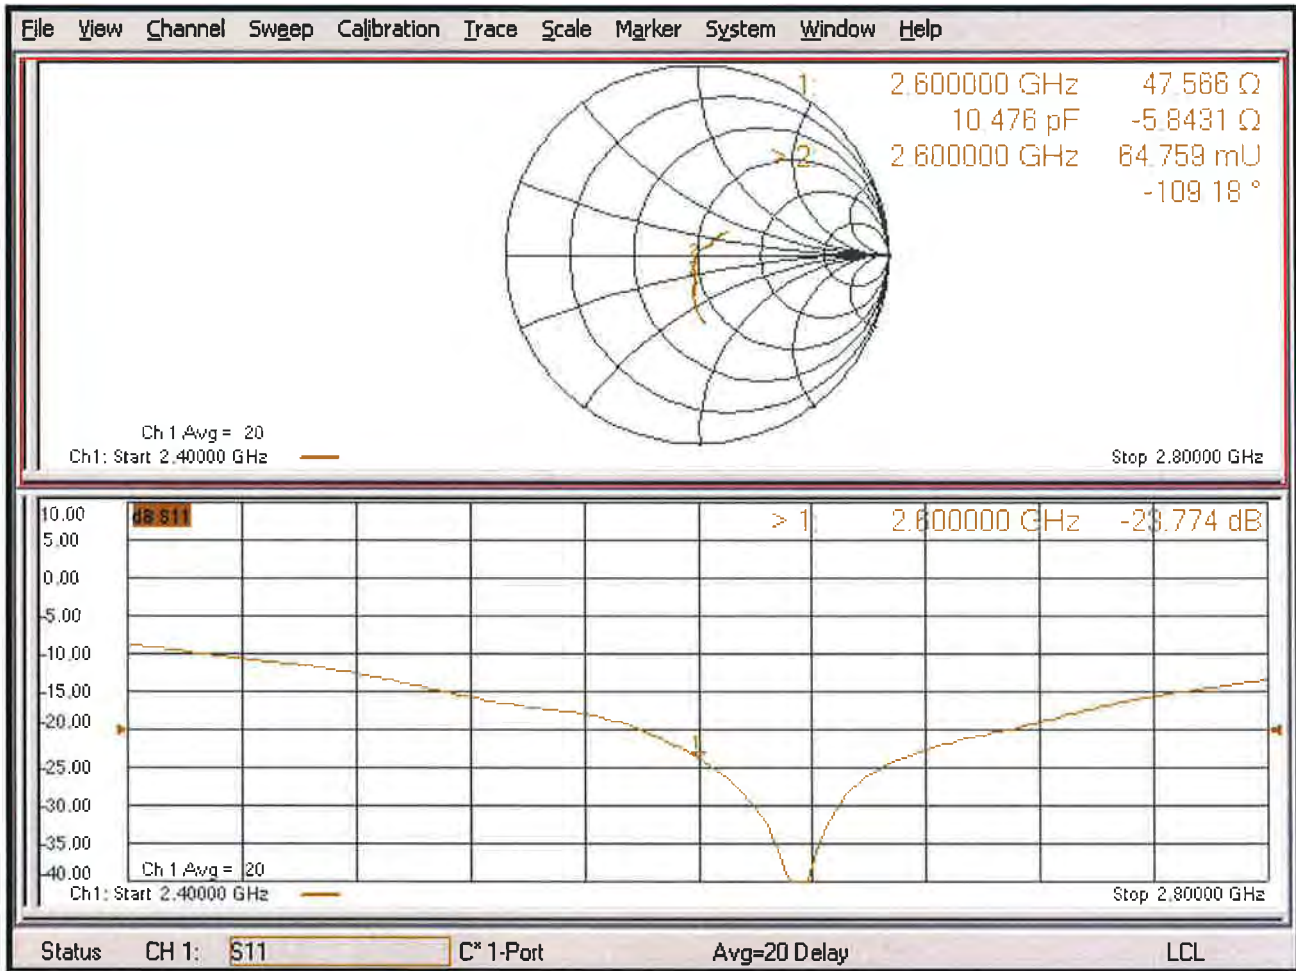 File View Channel Sweep Calibration Trace Scale Marker System Window Help
1: 2.600000 GHz 47.566 Ω
10.476 pF -5.8431 Ω
> 2: 2.600000 GHz 64.759 mU
-109.18 °
Ch 1 Avg = 20
Ch1: Start 2.40000 GHz Stop 2.80000 GHz
10.00 dB S11 > 1: 2.600000 GHz -23.774 dB
5.00
0.00
-5.00
-10.00
-15.00
-20.00
-25.00
-30.00
-35.00
-40.00 Ch 1 Avg = 20
Ch1: Start 2.40000 GHz Stop 2.80000 GHz
Status CH 1: S11 C* 1-Port Avg=20 Delay LCL